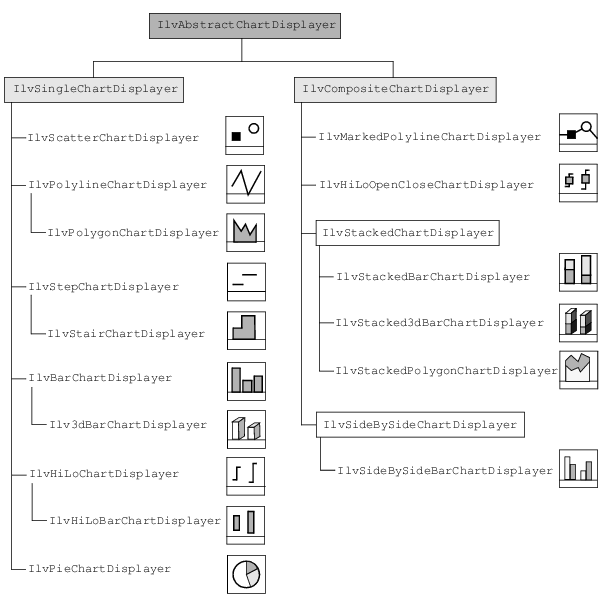 IlvAbstractChartDisplayer
IlvSingleChartDisplayer
IlvScatterChartDisplayer
IlvPolylineChartDisplayer
IlvPolygonChartDisplayer
IlvStepChartDisplayer
IlvStairChartDisplayer
IlvBarChartDisplayer
Ilv3dBarChartDisplayer
IlvHiLoChartDisplayer
IlvHiLoBarChartDisplayer
IlvPieChartDisplayer
IlvCompositeChartDisplayer
IlvMarkedPolylineChartDisplayer
IlvHiLoOpenCloseChartDisplayer
IlvStackedChartDisplayer
IlvStackedBarChartDisplayer
IlvStacked3dBarChartDisplayer
IlvStackedPolygonChartDisplayer
IlvSideBySideChartDisplayer
IlvSideBySideBarChartDisplayer